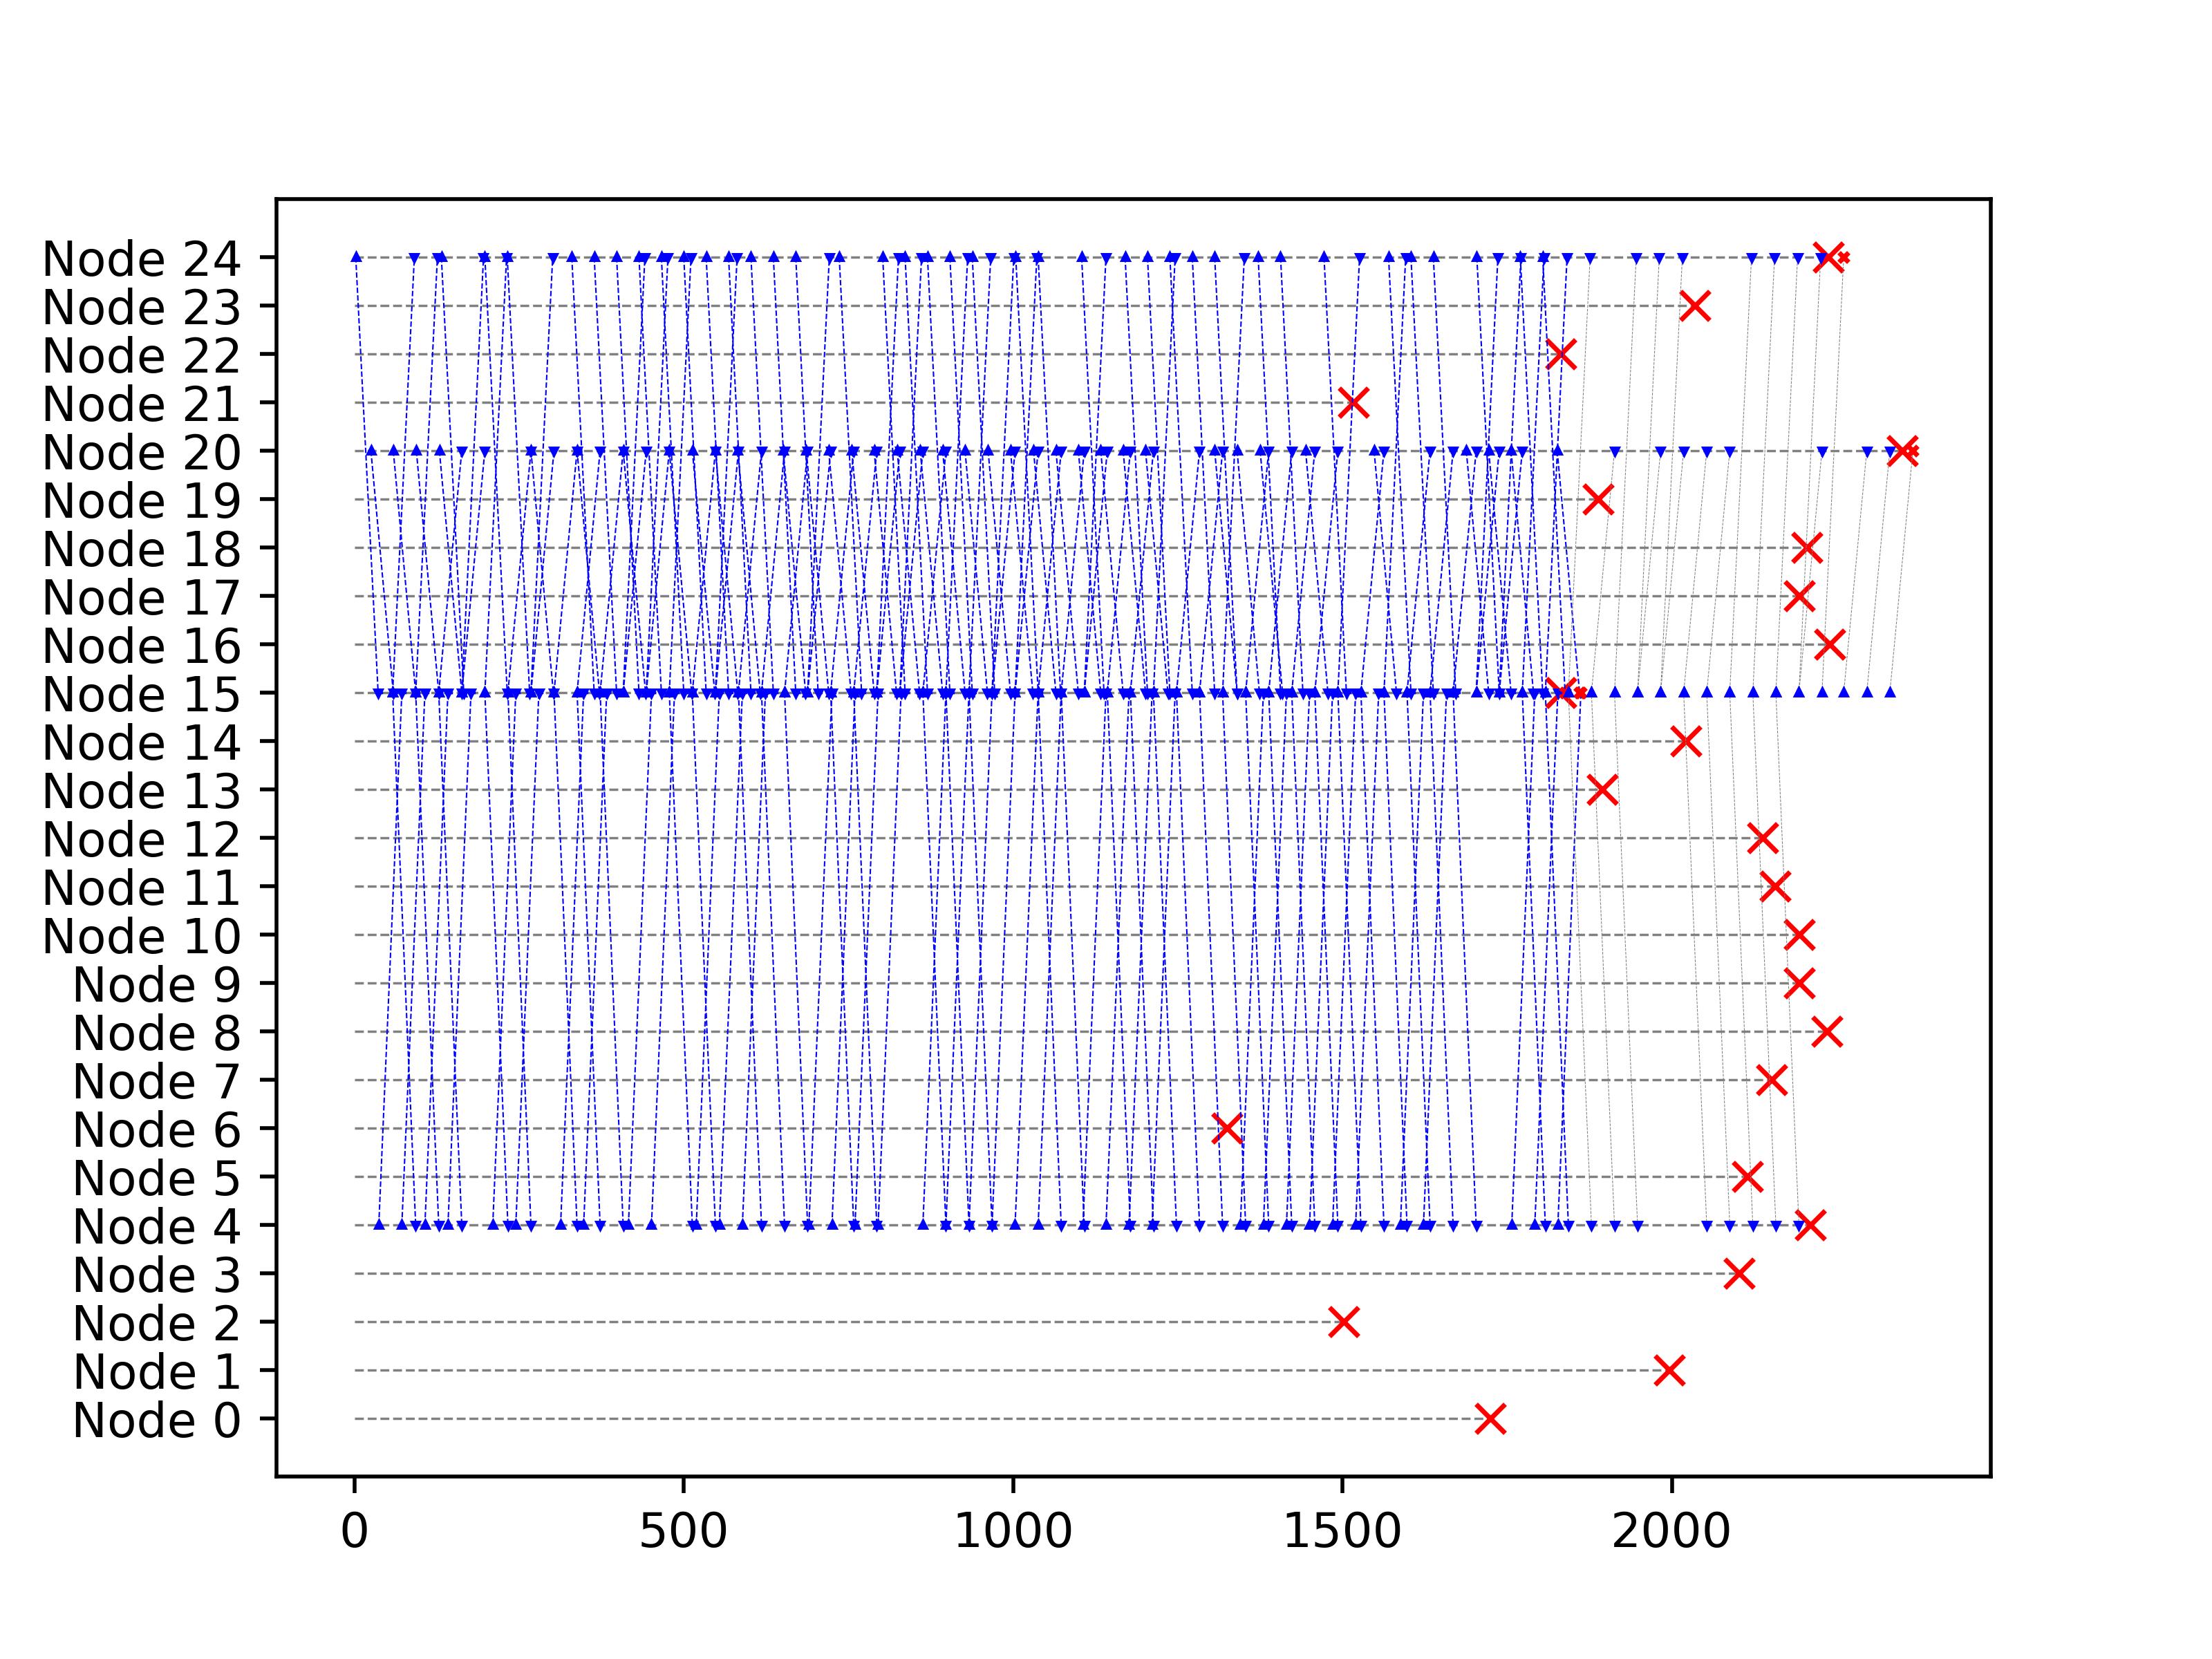 Node 24
Node 23
Node 22
Node 21
Node 20
Node 19
Node 18
Node 17
Node 16
Node 15
Node 14
Node 13
Node 12
Node 11
Node 10
Node 9
Node 8
Node 7
Node 6
Node 5
Node 4
Node 3
Node 2
Node 1
Node 0
0 500 1000 1500 2000